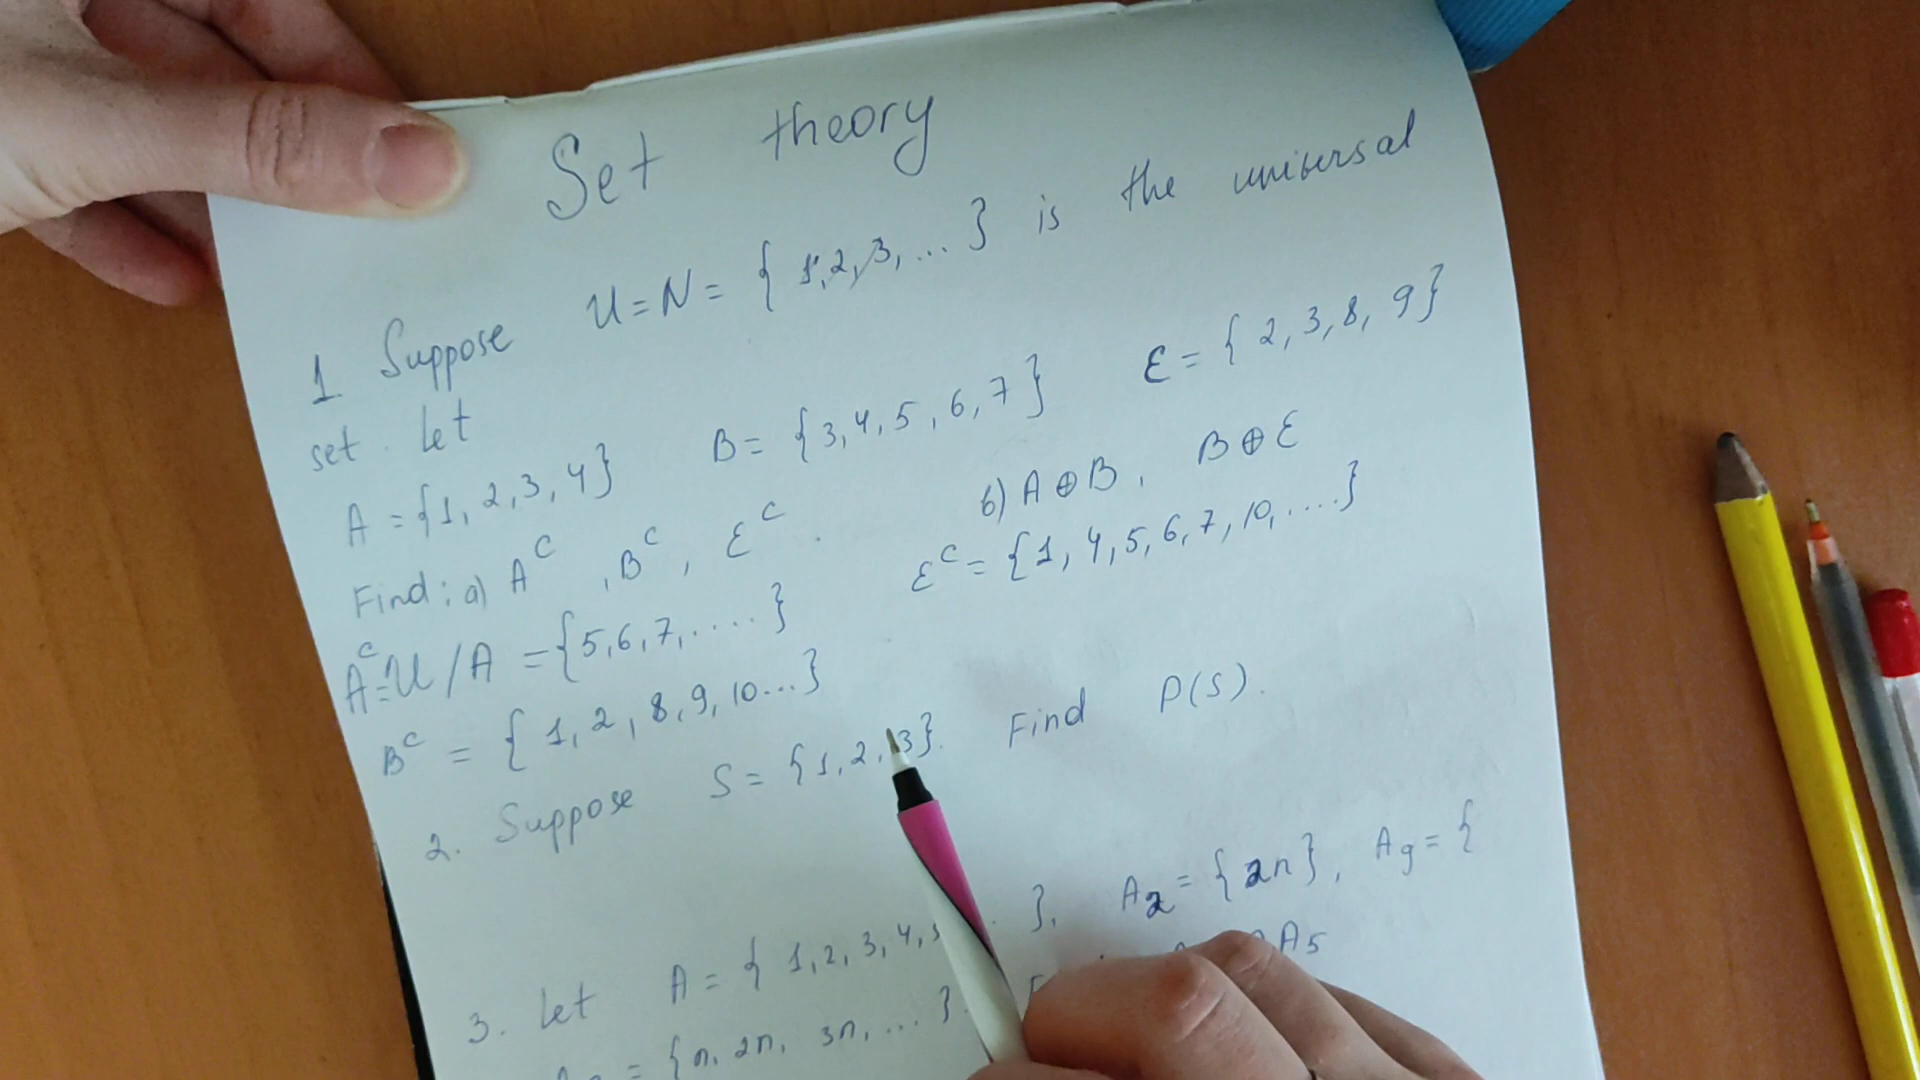 Set theory
1 Suppose U = N = { 1, 2, 3, ... } is the universal
set. Let
A = {1, 2, 3, 4} B = {3, 4, 5, 6, 7} ε = { 2, 3, 8, 9}
Find: a) A^C, B^C, ε^C. b) A⊕B, B⊕ε
A^C = U / A = {5, 6, 7, .....} ε^C = {1, 4, 5, 6, 7, 10, ....}
B^C = { 1, 2, 8, 9, 10...}
2. Suppose S = {1, 2, 3}. Find P(S).
3. Let A = { 1, 2, 3, 4, }, A2 = {2n}, A9 = {
= {n, 2n, 3n, ... } A5